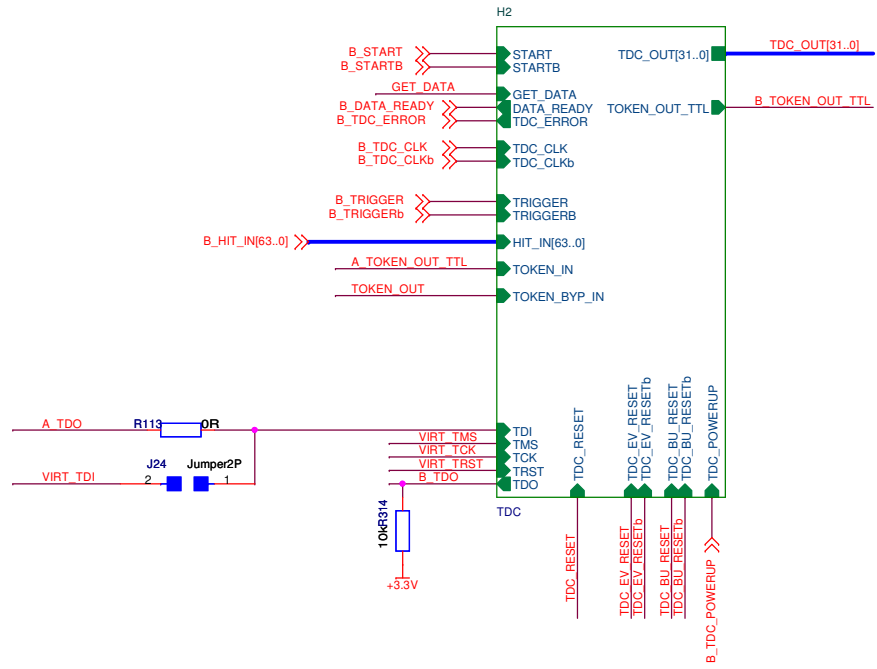 H2
B_START
START
TDC_OUT[31..0]
TDC_OUT[31..0]
B_STARTB
STARTB
GET_DATA
GET_DATA
B_DATA_READY
DATA_READY
TOKEN_OUT_TTL
B_TOKEN_OUT_TTL
B_TDC_ERROR
TDC_ERROR
B_TDC_CLK
TDC_CLK
B_TDC_CLKb
TDC_CLKb
B_TRIGGER
TRIGGER
B_TRIGGERb
TRIGGERB
B_HIT_IN[63..0]
HIT_IN[63..0]
A_TOKEN_OUT_TTL
TOKEN_IN
TOKEN_OUT
TOKEN_BYP_IN
TDC_RESET
TDC_EV_RESET
TDC_EV_RESETb
TDC_BU_RESET
TDC_BU_RESETb
TDC_POWERUP
A_TDO
R113
0R
TDI
VIRT_TMS
TMS
VIRT_TCK
TCK
VIRT_TRST
TRST
B_TDO
TDO
J24
Jumper2P
VIRT_TDI
2
1
TDC
R314
10k
+3.3V
TDC_RESET
TDC_EV_RESET
TDC_EV_RESETb
TDC_BU_RESET
TDC_BU_RESETb
B_TDC_POWERUP